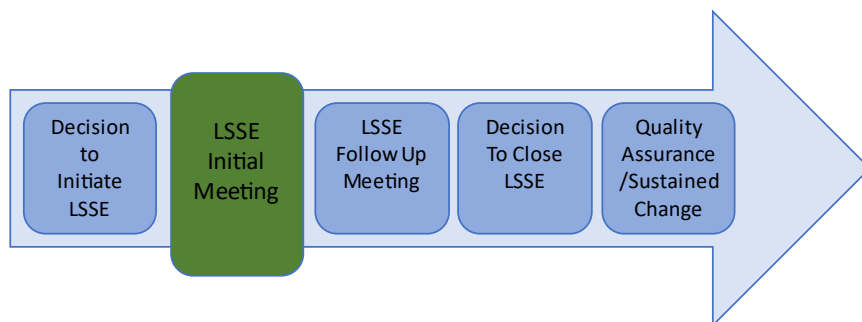 Decision
to
Initiate
LSSE
LSSE
Initial
Meeting
LSSE
Follow Up
Meeting
Decision
To Close
LSSE
Quality
Assurance
/Sustained
Change